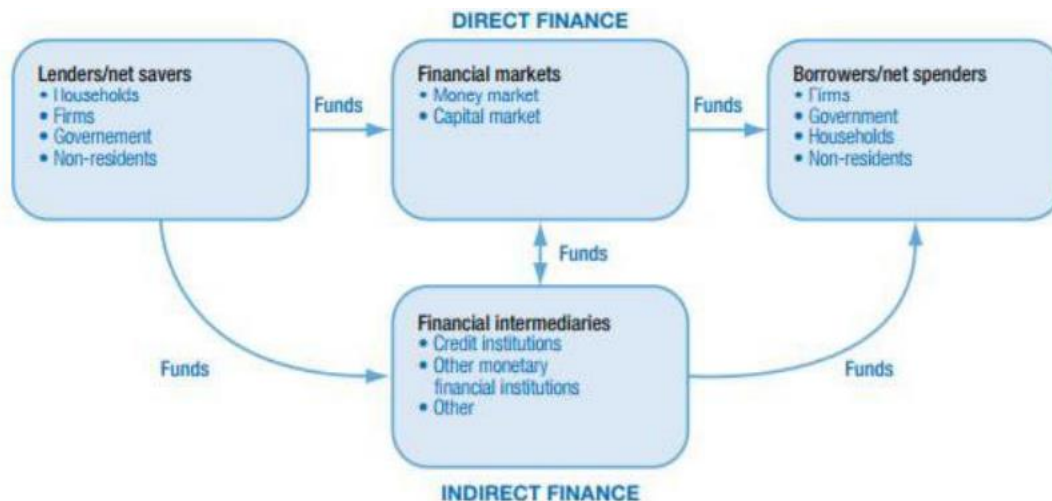 DIRECT FINANCE
Lenders/net savers
• Households
• Firms
• Governement
• Non-residents
Funds
Financial markets
• Money market
• Capital market
Funds
Borrowers/net spenders
• Firms
• Government
• Households
• Non-residents
Funds
Financial intermediaries
• Credit institutions
• Other monetary
financial institutions
• Other
Funds
Funds
INDIRECT FINANCE